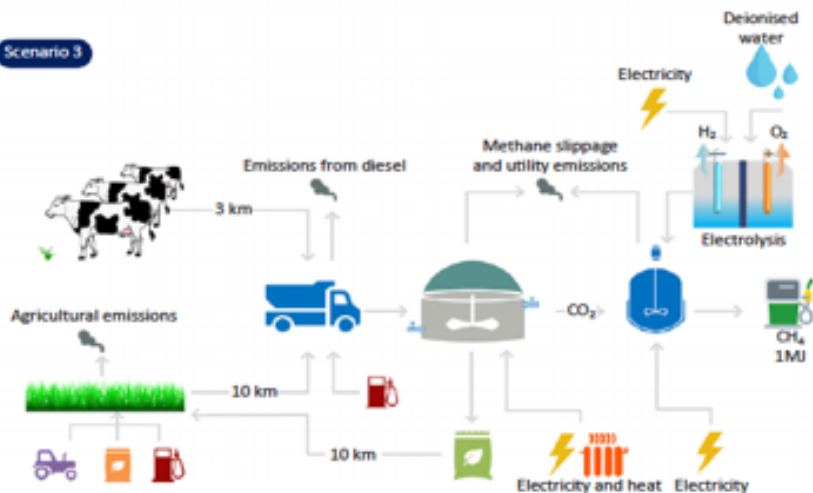 Scenario 3
Deionised
water
Electricity
H₂
O₂
Methane slippage
and utility emissions
Emissions from diesel
3 km
Electrolysis
Agricultural emissions
CO₂
CH₄
1MJ
10 km
10 km
Electricity and heat
Electricity